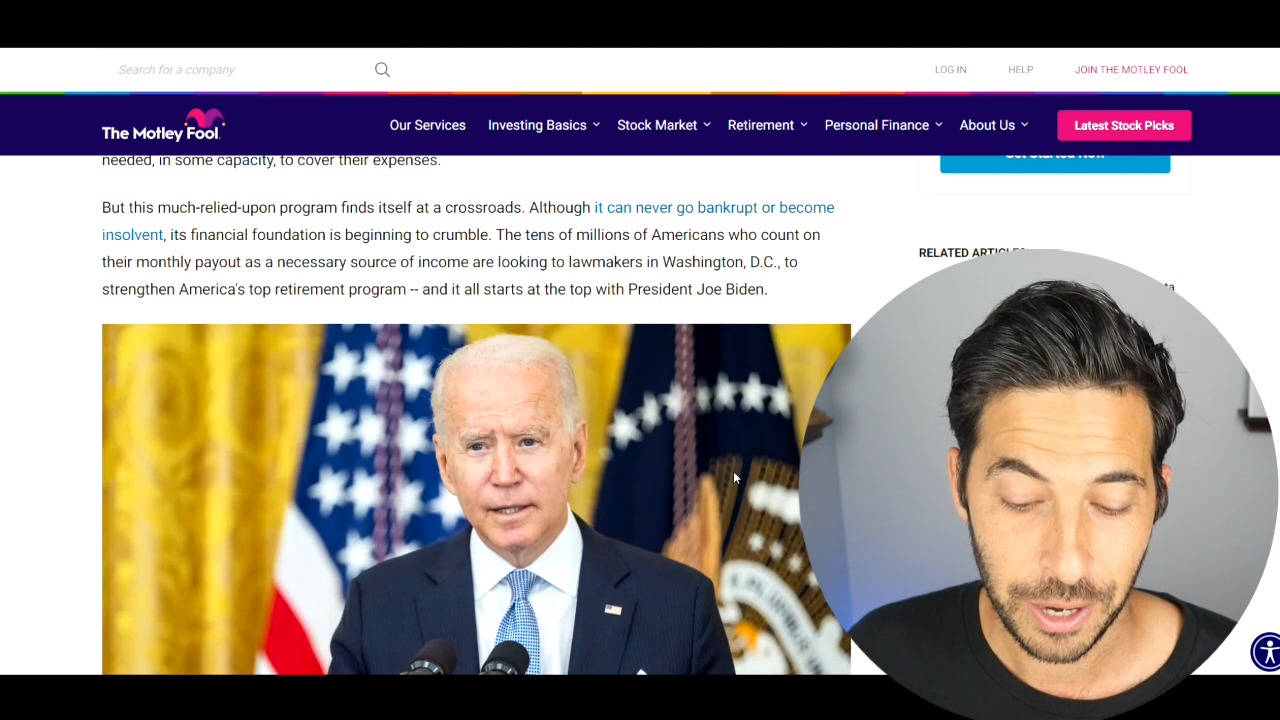 Search for a company
LOG IN
HELP
JOIN THE MOTLEY FOOL
The Motley Fool.
Our Services
Investing Basics
Stock Market
Retirement
Personal Finance
About Us
Latest Stock Picks
needed, in some capacity, to cover their expenses.
But this much-relied-upon program finds itself at a crossroads. Although it can never go bankrupt or become
insolvent, its financial foundation is beginning to crumble. The tens of millions of Americans who count on
their monthly payout as a necessary source of income are looking to lawmakers in Washington, D.C., to
strengthen America's top retirement program -- and it all starts at the top with President Joe Biden.
RELATED ARTICLES